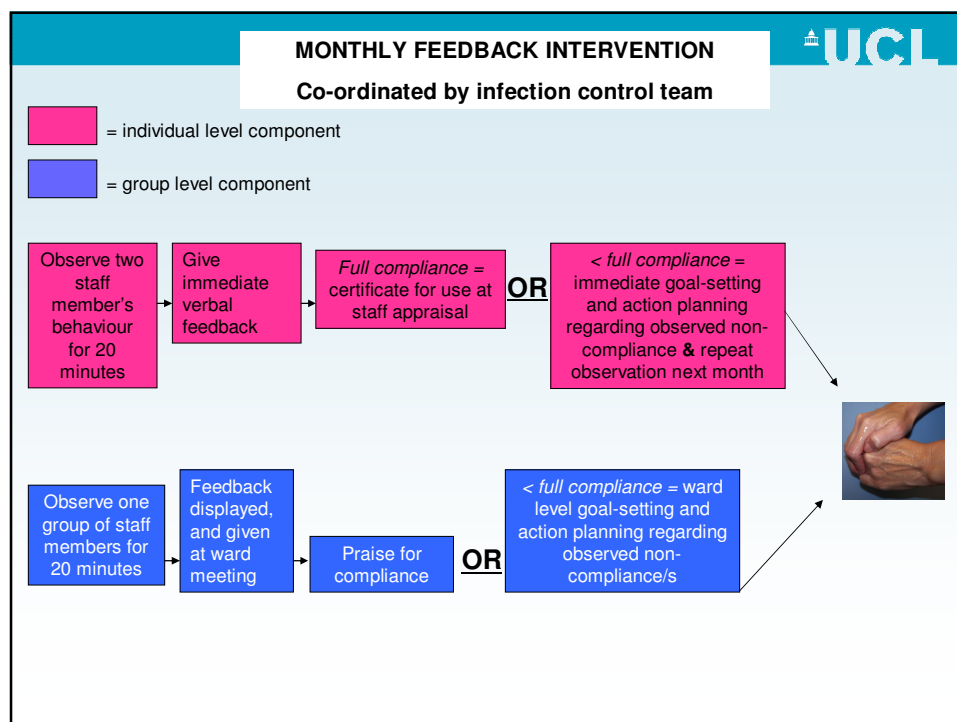 MONTHLY FEEDBACK INTERVENTION
Co-ordinated by infection control team
UCL
= individual level component
= group level component
Observe two
staff
member’s
behaviour
for 20
minutes
Give
immediate
verbal
feedback
Full compliance =
certificate for use at
staff appraisal
OR
< full compliance =
immediate goal-setting
and action planning
regarding observed non-
compliance & repeat
observation next month
Observe one
group of staff
members for
20 minutes
Feedback
displayed,
and given
at ward
meeting
Praise for
compliance
OR
< full compliance = ward
level goal-setting and
action planning regarding
observed non-
compliance/s